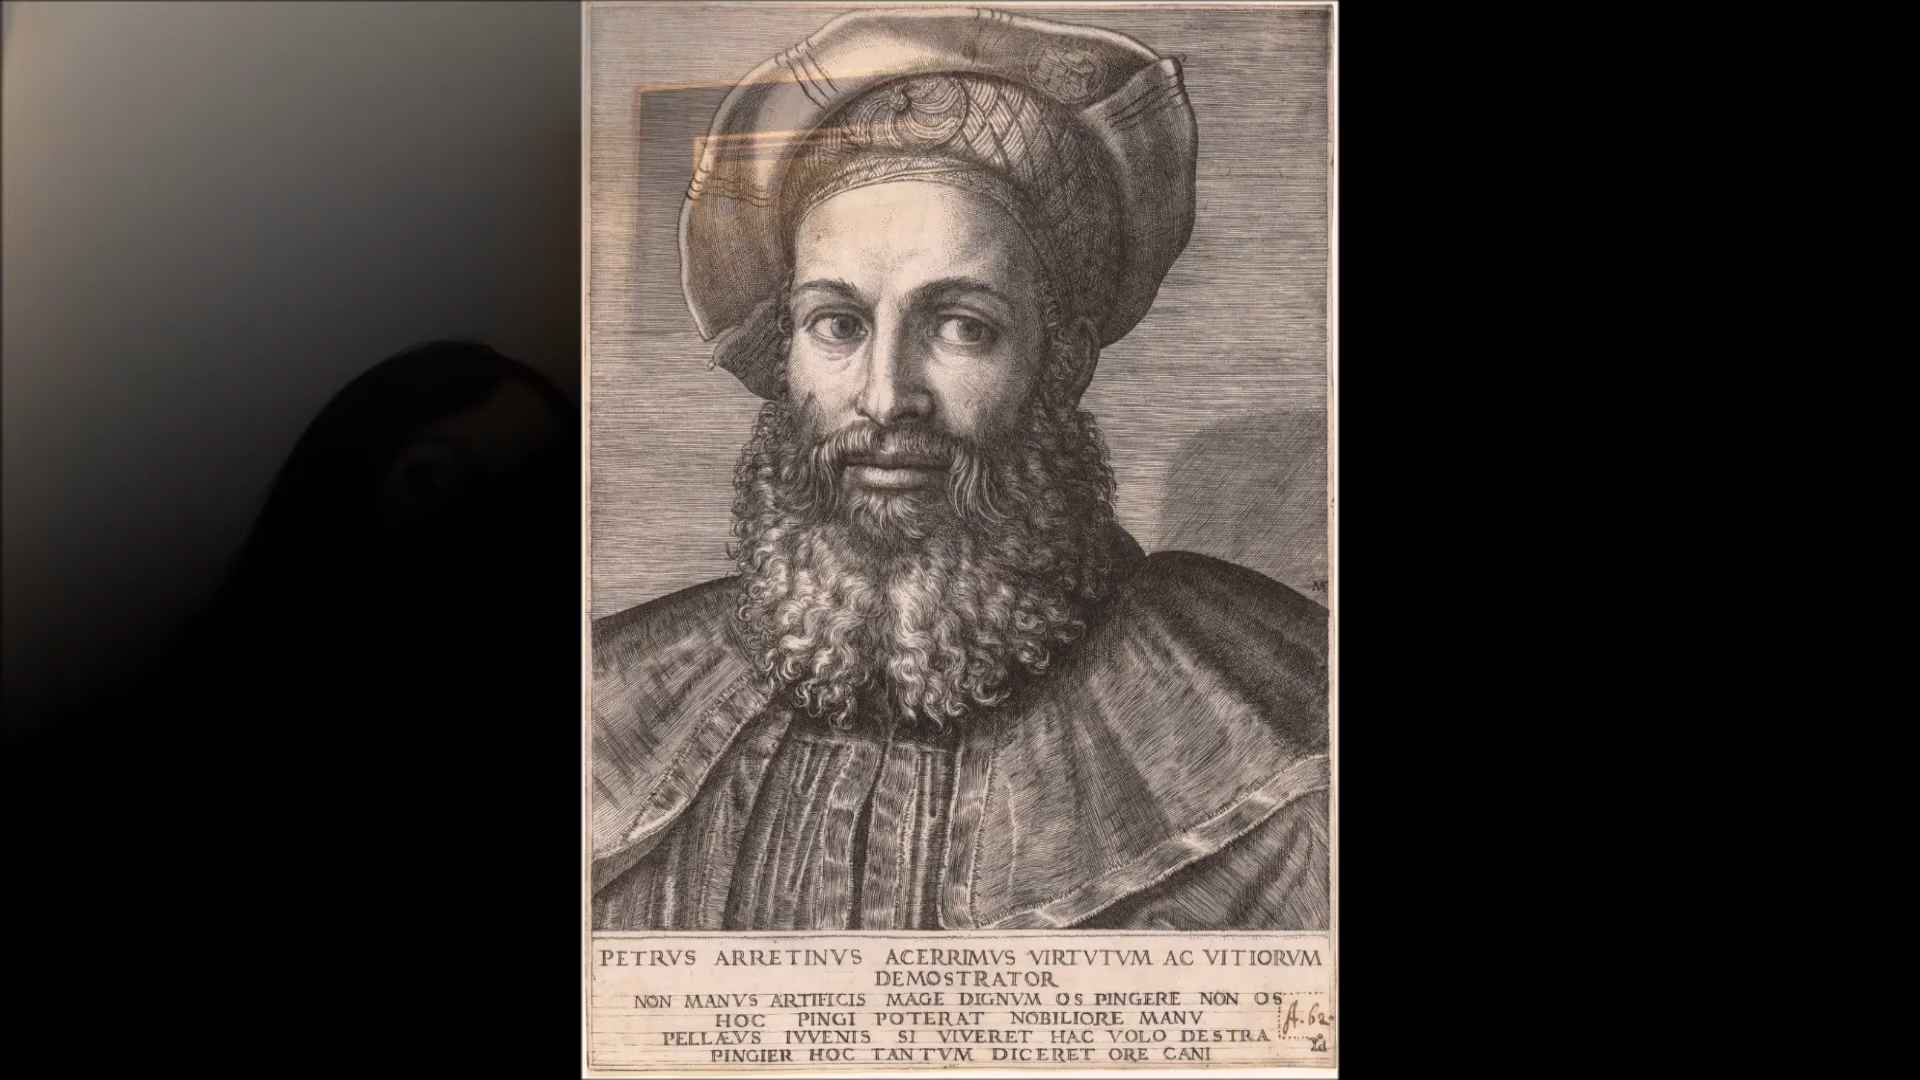 PETRVS ARRETINVS ACERRIMVS VIRTVTVM AC VITIORVM
DEMOSTRATOR
NON MANVS ARTIFICIS MAGE DIGNVM OS PINGERE NON OS
HOC PINGI POTERAT NOBILIORE MANV
PELLÆVS IVVENIS SI VIVERET HAC VOLO DESTRA
PINGIER HOC TANTVM DICERET ORE CANI
A. 62